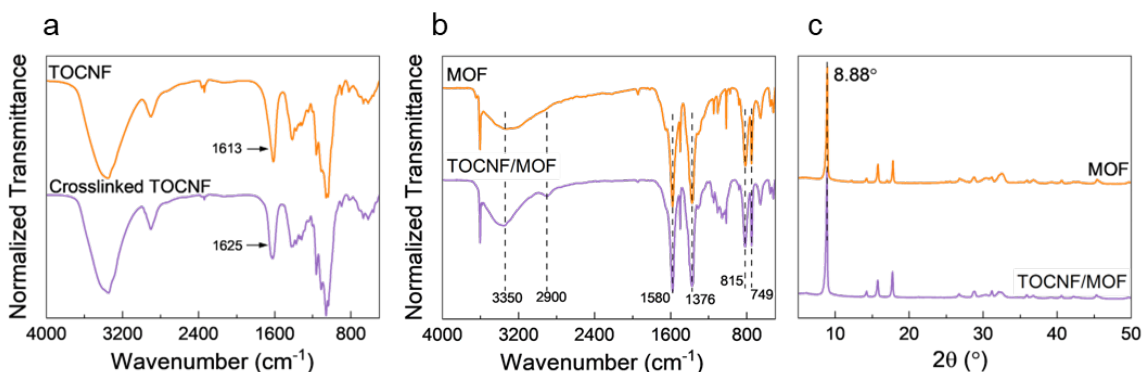 a
TOCNF
1613
Crosslinked TOCNF
1625
Normalized Transmittance
4000 3200 2400 1600 800
Wavenumber (cm⁻¹)
b
MOF
TOCNF/MOF
3350 2900 1580 1376 815 749
Normalized Transmittance
4000 3200 2400 1600 800
Wavenumber (cm⁻¹)
c
8.88°
MOF
TOCNF/MOF
10 20 30 40 50
2θ (°)